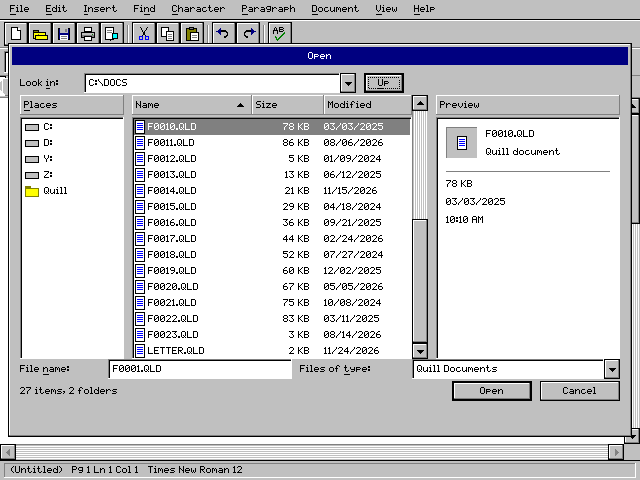 File Edit Insert Find Character Paragraph Document View Help
AB
Open
Look in: C:\DOCS Up
Places Name Size Modified Preview
C: F0010.QLD 78 KB 03/03/2025 F0010.QLD
D: F0011.QLD 86 KB 08/06/2026 Quill document
Y: F0012.QLD 5 KB 01/09/2024
Z: F0013.QLD 13 KB 06/12/2025 78 KB
Quill F0014.QLD 21 KB 11/15/2026 03/03/2025
F0015.QLD 29 KB 04/18/2024 10:10 AM
F0016.QLD 36 KB 09/21/2025
F0017.QLD 44 KB 02/24/2026
F0018.QLD 52 KB 07/27/2024
F0019.QLD 60 KB 12/02/2025
F0020.QLD 67 KB 05/05/2026
F0021.QLD 75 KB 10/08/2024
F0022.QLD 83 KB 03/11/2025
F0023.QLD 3 KB 08/14/2026
LETTER.QLD 2 KB 11/24/2026
File name: F0001.QLD Files of type: Quill Documents
27 items, 2 folders Open Cancel
(Untitled) Pg 1 Ln 1 Col 1 Times New Roman 12